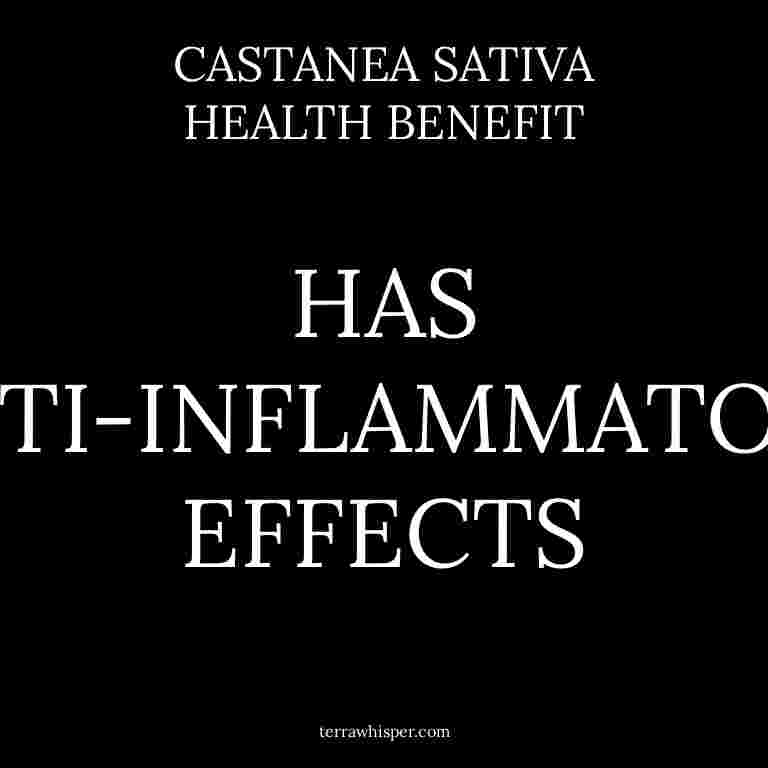 CASTANEA SATIVA
HEALTH BENEFIT
HAS
TI-INFLAMMATO
EFFECTS
terrawhisper.com